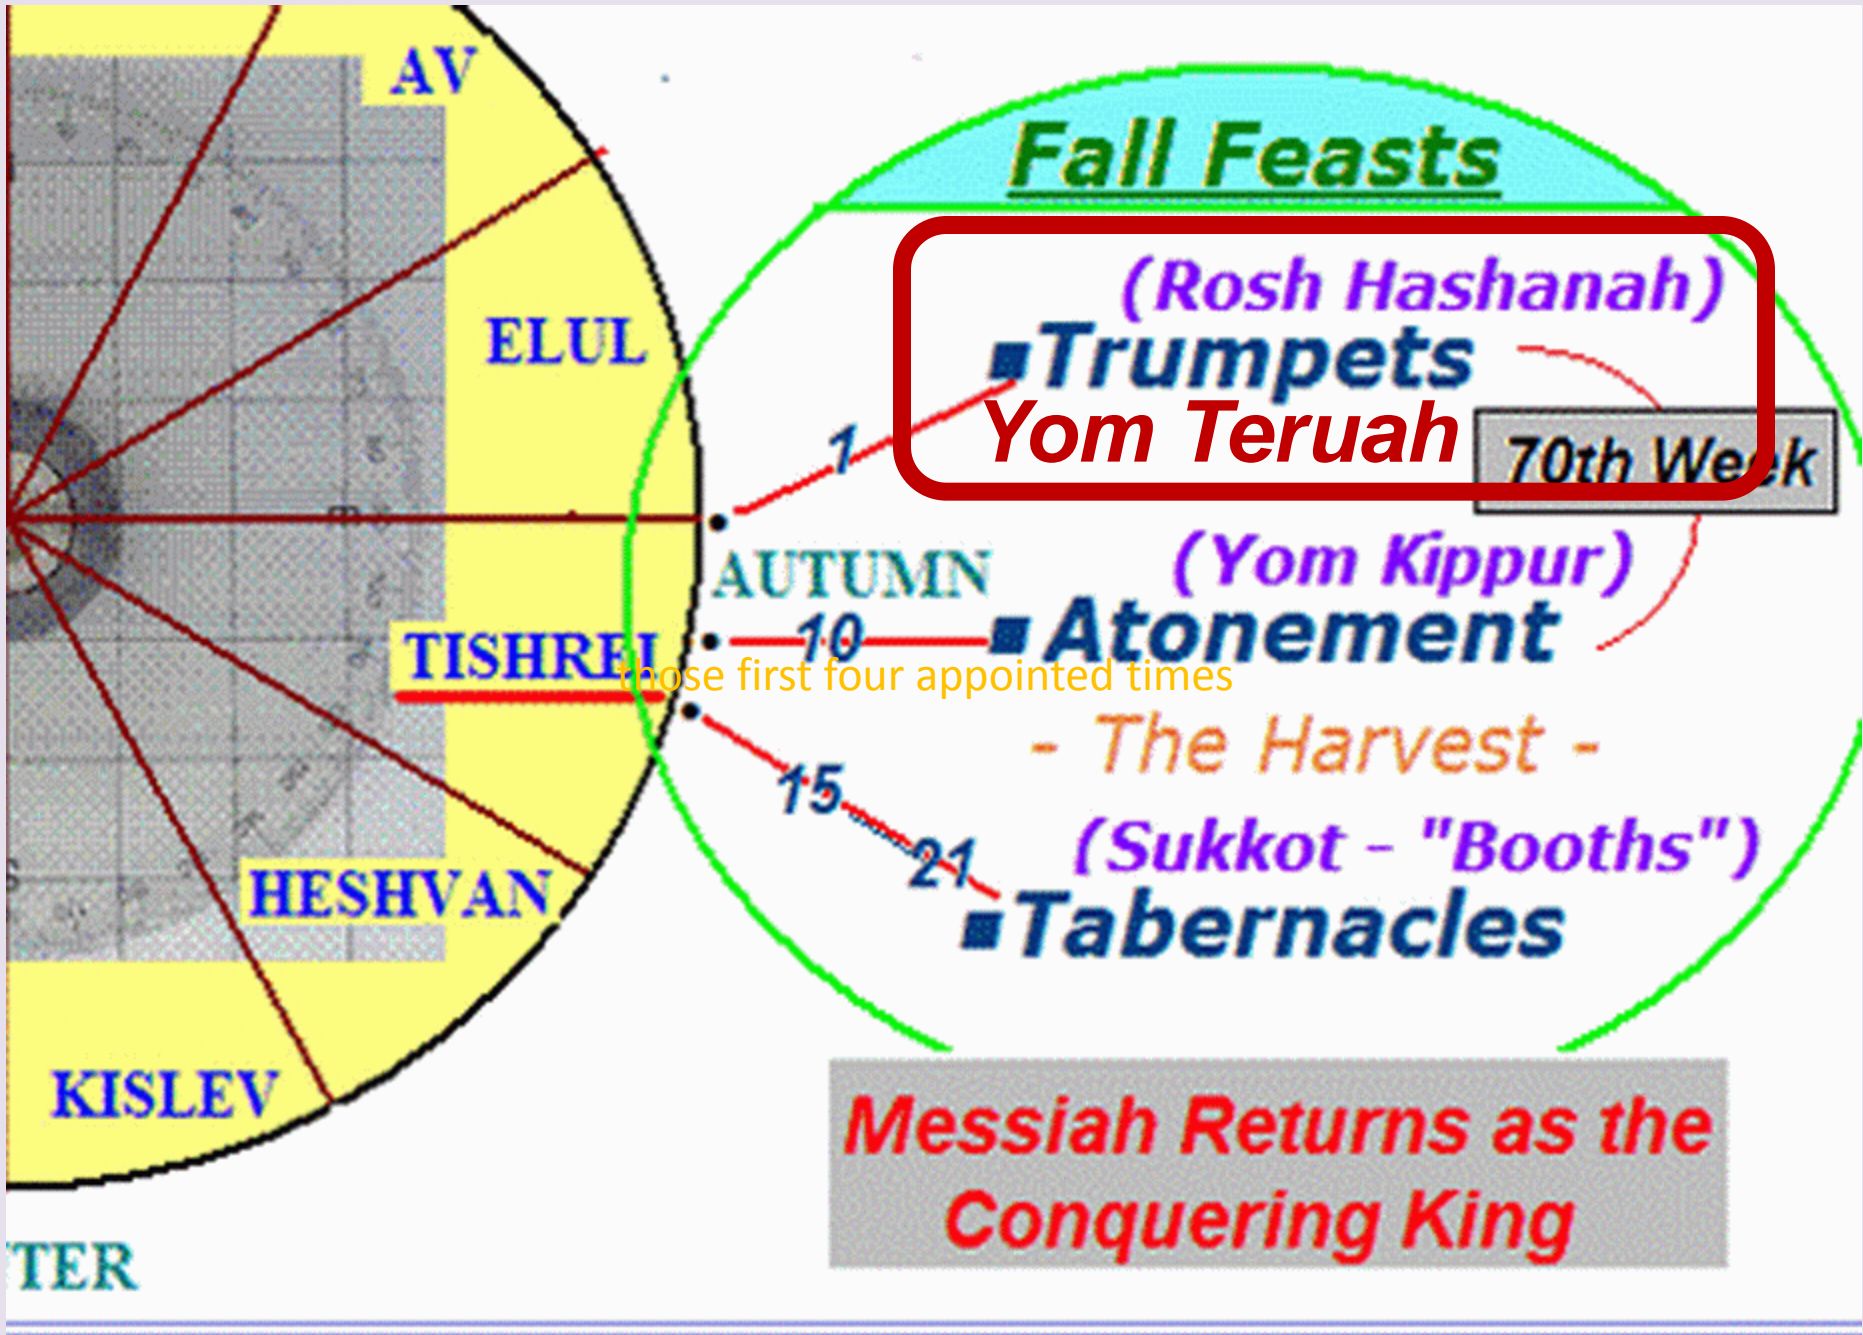 AV
ELUL
TISHREI
HESHVAN
KISLEV
TER
AUTUMN
Fall Feasts
(Rosh Hashanah)
1
■Trumpets
Yom Teruah
70th Week
(Yom Kippur)
10
■Atonement
those first four appointed times
- The Harvest -
15
21
(Sukkot - "Booths")
■Tabernacles
Messiah Returns as the
Conquering King